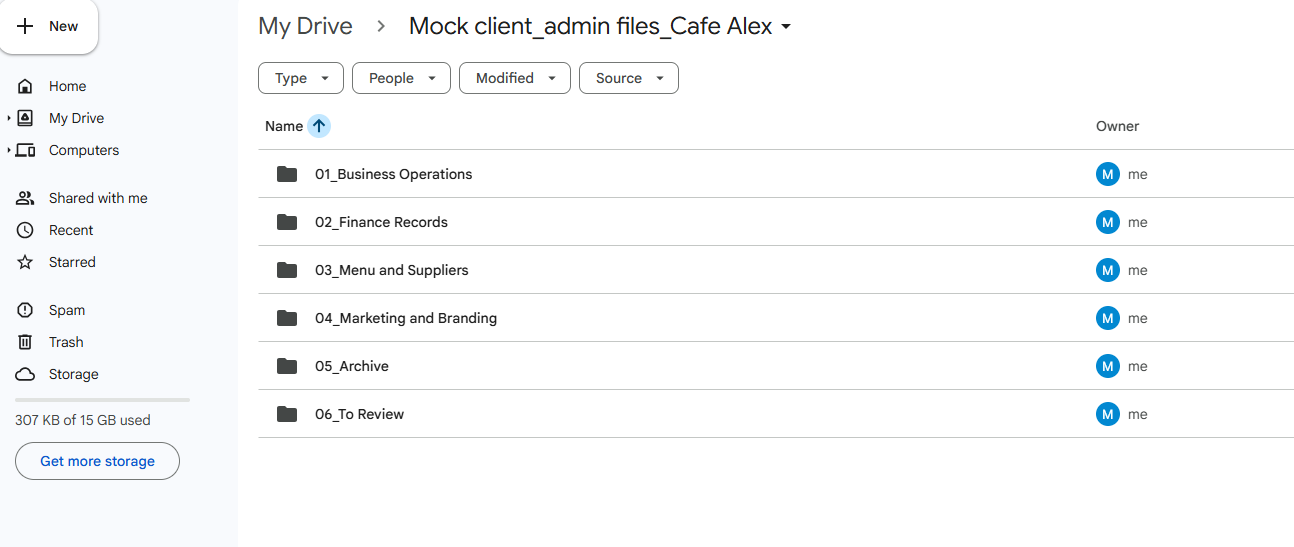 New
My Drive > Mock client_admin files_Cafe Alex
Type
People
Modified
Source
Home
My Drive
Computers
Shared with me
Recent
Starred
Spam
Trash
Storage
307 KB of 15 GB used
Get more storage
Name
Owner
01_Business Operations
M me
02_Finance Records
M me
03_Menu and Suppliers
M me
04_Marketing and Branding
M me
05_Archive
M me
06_To Review
M me